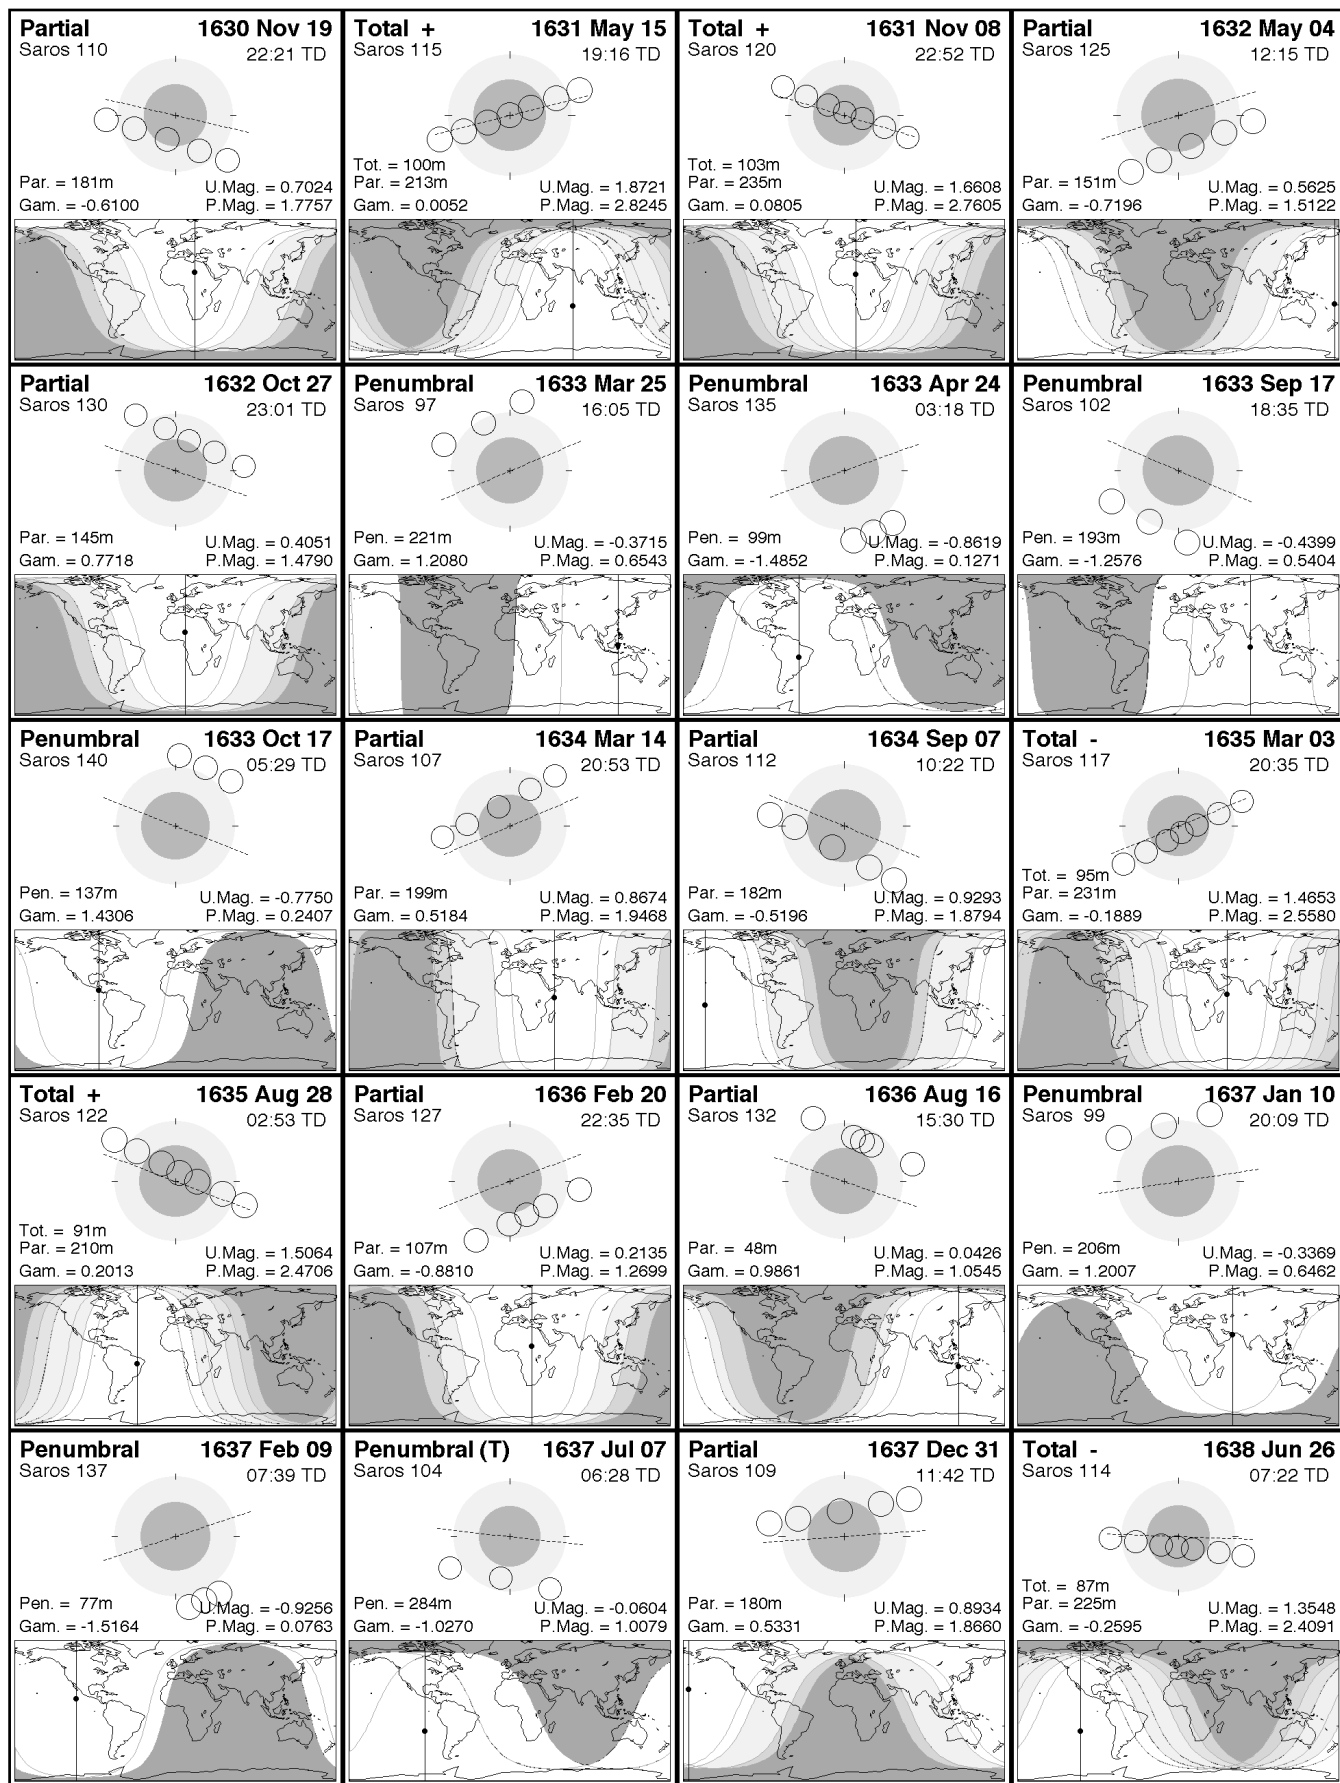 Partial 1630 Nov 19
Saros 110 22:21 TD
Par. = 181m U.Mag. = 0.7024
Gam. = -0.6100 P.Mag. = 1.7757
Total + 1631 May 15
Saros 115 19:16 TD
Tot. = 100m
Par. = 213m U.Mag. = 1.8721
Gam. = 0.0052 P.Mag. = 2.8245
Total + 1631 Nov 08
Saros 120 22:52 TD
Tot. = 103m
Par. = 235m U.Mag. = 1.6608
Gam. = 0.0805 P.Mag. = 2.7605
Partial 1632 May 04
Saros 125 12:15 TD
Par. = 151m U.Mag. = 0.5625
Gam. = -0.7196 P.Mag. = 1.5122
Partial 1632 Oct 27
Saros 130 23:01 TD
Par. = 145m U.Mag. = 0.4051
Gam. = 0.7718 P.Mag. = 1.4790
Penumbral 1633 Mar 25
Saros 97 16:05 TD
Pen. = 221m U.Mag. = -0.3715
Gam. = 1.2080 P.Mag. = 0.6543
Penumbral 1633 Apr 24
Saros 135 03:18 TD
Pen. = 99m U.Mag. = -0.8619
Gam. = -1.4852 P.Mag. = 0.1271
Penumbral 1633 Sep 17
Saros 102 18:35 TD
Pen. = 193m U.Mag. = -0.4399
Gam. = -1.2576 P.Mag. = 0.5404
Penumbral 1633 Oct 17
Saros 140 05:29 TD
Pen. = 137m U.Mag. = -0.7750
Gam. = 1.4306 P.Mag. = 0.2407
Partial 1634 Mar 14
Saros 107 20:53 TD
Par. = 199m U.Mag. = 0.8674
Gam. = 0.5184 P.Mag. = 1.9468
Partial 1634 Sep 07
Saros 112 10:22 TD
Par. = 182m U.Mag. = 0.9293
Gam. = -0.5196 P.Mag. = 1.8794
Total - 1635 Mar 03
Saros 117 20:35 TD
Tot. = 95m
Par. = 231m U.Mag. = 1.4653
Gam. = -0.1889 P.Mag. = 2.5580
Total + 1635 Aug 28
Saros 122 02:53 TD
Tot. = 91m
Par. = 210m U.Mag. = 1.5064
Gam. = 0.2013 P.Mag. = 2.4706
Partial 1636 Feb 20
Saros 127 22:35 TD
Par. = 107m U.Mag. = 0.2135
Gam. = -0.8810 P.Mag. = 1.2699
Partial 1636 Aug 16
Saros 132 15:30 TD
Par. = 48m U.Mag. = 0.0426
Gam. = 0.9861 P.Mag. = 1.0545
Penumbral 1637 Jan 10
Saros 99 20:09 TD
Pen. = 206m U.Mag. = -0.3369
Gam. = 1.2007 P.Mag. = 0.6462
Penumbral 1637 Feb 09
Saros 137 07:39 TD
Pen. = 77m U.Mag. = -0.9256
Gam. = -1.5164 P.Mag. = 0.0763
Penumbral (T) 1637 Jul 07
Saros 104 06:28 TD
Pen. = 284m U.Mag. = -0.0604
Gam. = -1.0270 P.Mag. = 1.0079
Partial 1637 Dec 31
Saros 109 11:42 TD
Par. = 180m U.Mag. = 0.8934
Gam. = 0.5331 P.Mag. = 1.8660
Total - 1638 Jun 26
Saros 114 07:22 TD
Tot. = 87m
Par. = 225m U.Mag. = 1.3548
Gam. = -0.2595 P.Mag. = 2.4091